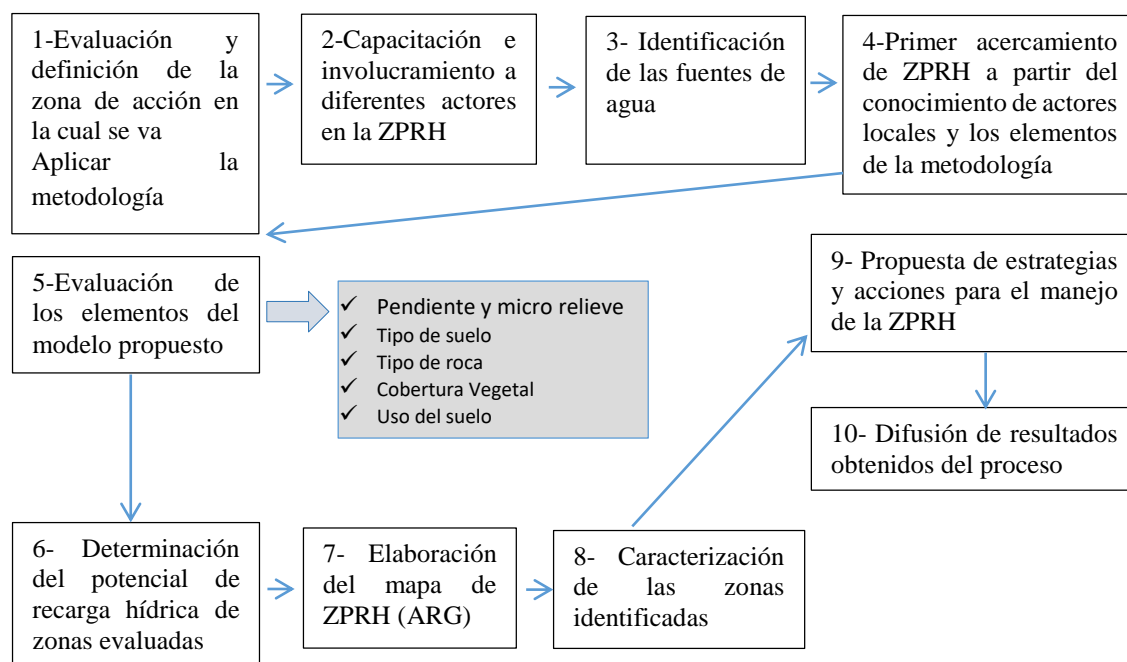 1-Evaluación y
definición de la
zona de acción en
la cual se va
Aplicar la
metodología
2-Capacitación e
involucramiento a
diferentes actores
en la ZPRH
3- Identificación
de las fuentes de
agua
4-Primer acercamiento
de ZPRH a partir del
conocimiento de actores
locales y los elementos
de la metodología
5-Evaluación de
los elementos del
modelo propuesto
✓ Pendiente y micro relieve
✓ Tipo de suelo
✓ Tipo de roca
✓ Cobertura Vegetal
✓ Uso del suelo
6- Determinación
del potencial de
recarga hídrica de
zonas evaluadas
7- Elaboración
del mapa de
ZPRH (ARG)
8- Caracterización
de las zonas
identificadas
9- Propuesta de estrategias
y acciones para el manejo
de la ZPRH
10- Difusión de resultados
obtenidos del proceso